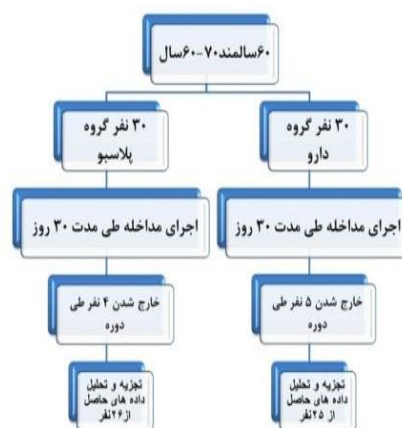 ۶۰سالمند۷۰-۶۰سال
۳۰ نفر گروه
دارو
۳۰ نفر گروه
پلاسبو
اجرای مداخله طی مدت ۳۰ روز
اجرای مداخله طی مدت ۳۰ روز
خارج شدن ۵ نفر طی
دوره
خارج شدن ۴ نفر طی
دوره
تجزیه و تحلیل
داده های حاصل
از ۲۵نفر
تجزیه و تحلیل
داده های حاصل
از۲۶نفر